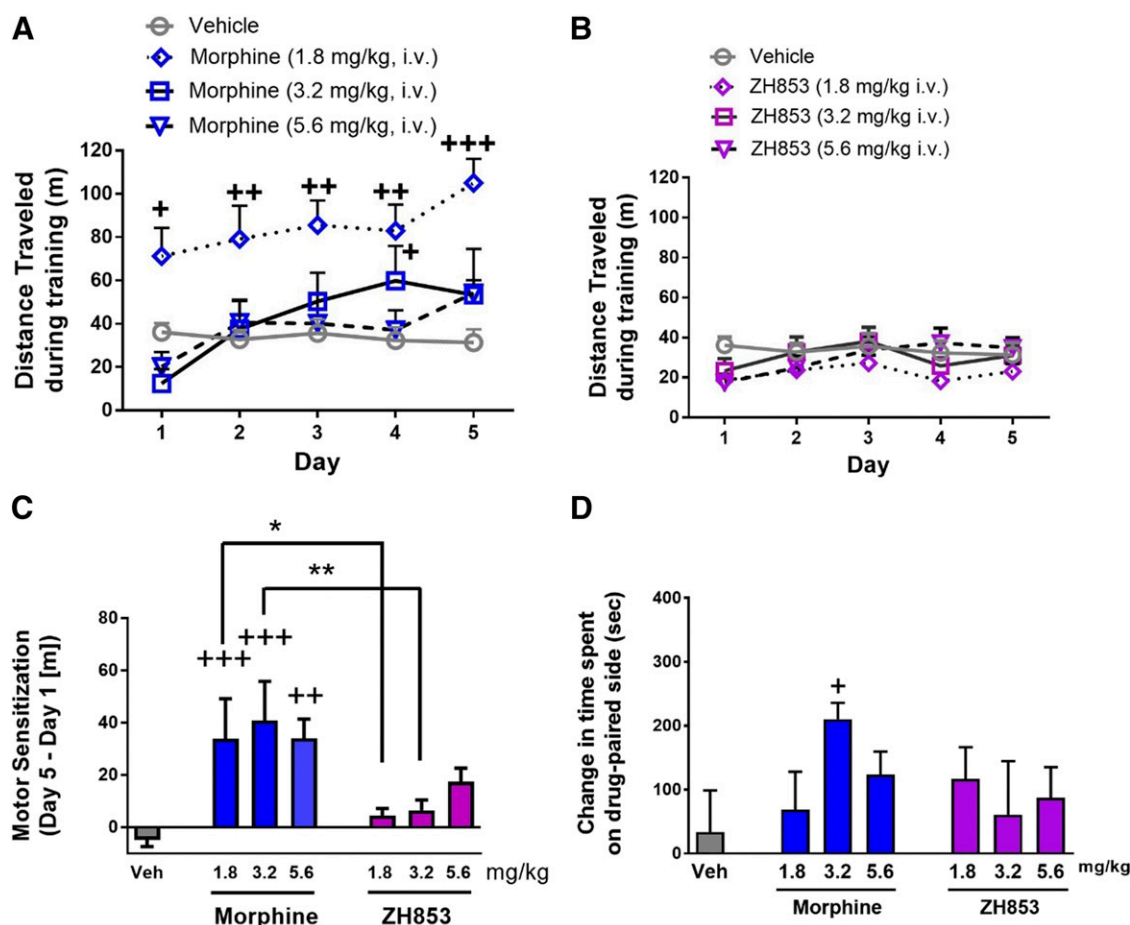 A
Vehicle
Morphine (1.8 mg/kg, i.v.)
Morphine (3.2 mg/kg, i.v.)
Morphine (5.6 mg/kg, i.v.)
Distance Traveled
during training (m)
120
100
80
60
40
20
0
+
++
++
++
+
+++
1 2 3 4 5
Day
B
Vehicle
ZH853 (1.8 mg/kg i.v.)
ZH853 (3.2 mg/kg i.v.)
ZH853 (5.6 mg/kg i.v.)
Distance Traveled
during training (m)
120
100
80
60
40
20
0
1 2 3 4 5
Day
C
Motor Sensitization
(Day 5 - Day 1 [m])
80
60
40
20
0
*
**
+++
+++
++
Veh 1.8 3.2 5.6 1.8 3.2 5.6 mg/kg
Morphine ZH853
D
Change in time spent
on drug-paired side (sec)
400
300
200
100
0
+
Veh 1.8 3.2 5.6 1.8 3.2 5.6 mg/kg
Morphine ZH853